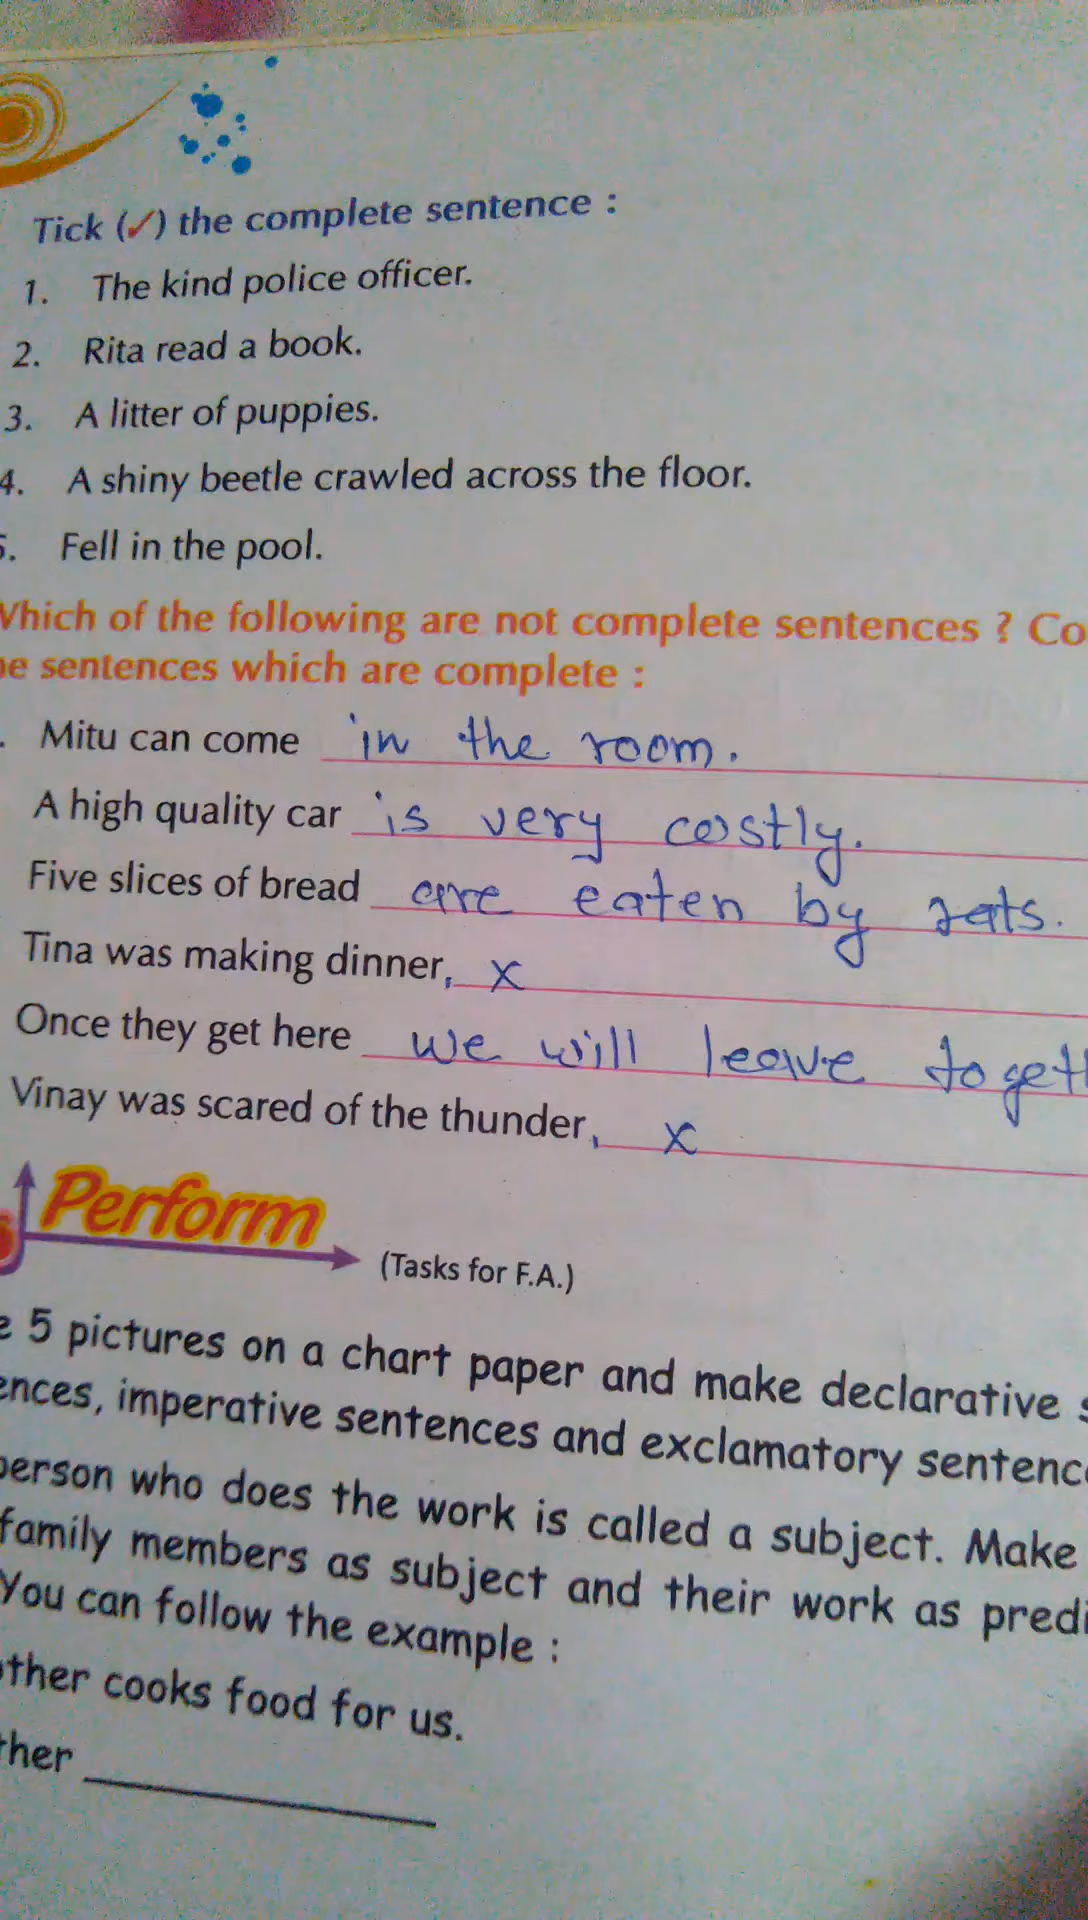 Tick (✓) the complete sentence :
1. The kind police officer.
2. Rita read a book.
3. A litter of puppies.
4. A shiny beetle crawled across the floor.
5. Fell in the pool.
Which of the following are not complete sentences ? Co
he sentences which are complete :
. Mitu can come in the room.
A high quality car is very costly.
Five slices of bread are eaten by rats.
Tina was making dinner, x
Once they get here we will leave togeth
Vinay was scared of the thunder, x
Perform
(Tasks for F.A.)
e 5 pictures on a chart paper and make declarative s
ences, imperative sentences and exclamatory sentenc
person who does the work is called a subject. Make
family members as subject and their work as predi
You can follow the example :
other cooks food for us.
ther